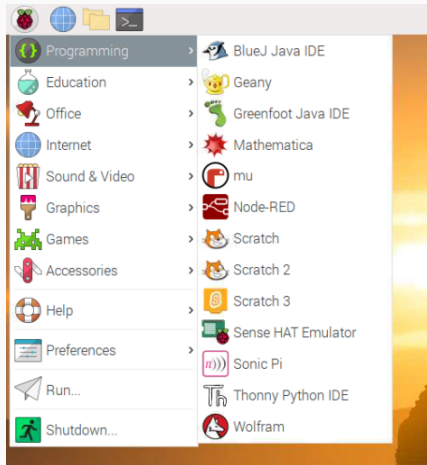 Programming
Education
Office
Internet
Sound & Video
Graphics
Games
Accessories
Help
Preferences
Run...
Shutdown...
BlueJ Java IDE
Geany
Greenfoot Java IDE
Mathematica
mu
Node-RED
Scratch
Scratch 2
Scratch 3
Sense HAT Emulator
Sonic Pi
Thonny Python IDE
Wolfram